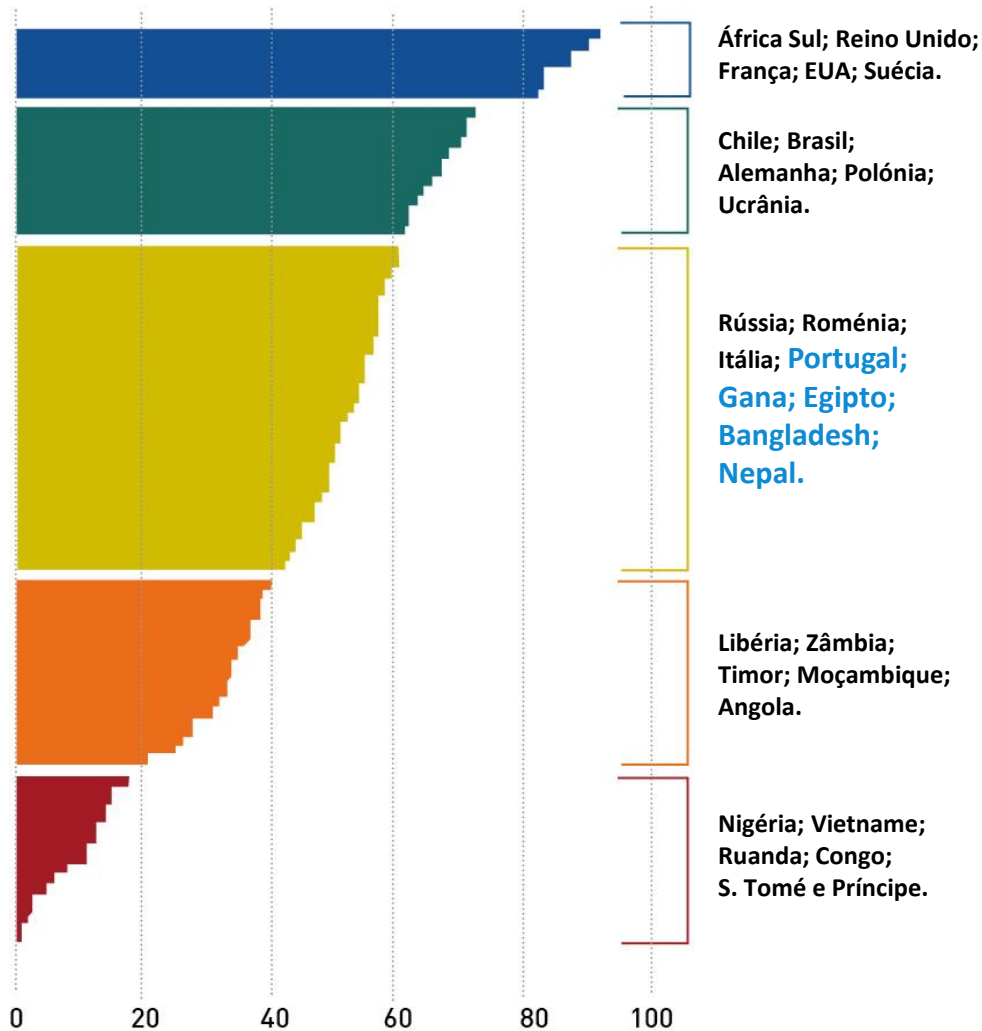 África Sul; Reino Unido;
França; EUA; Suécia.
Chile; Brasil;
Alemanha; Polónia;
Ucrânia.
Rússia; Roménia;
Itália; Portugal;
Gana; Egipto;
Bangladesh;
Nepal.
Libéria; Zâmbia;
Timor; Moçambique;
Angola.
Nigéria; Vietname;
Ruanda; Congo;
S. Tomé e Príncipe.
0 20 40 60 80 100